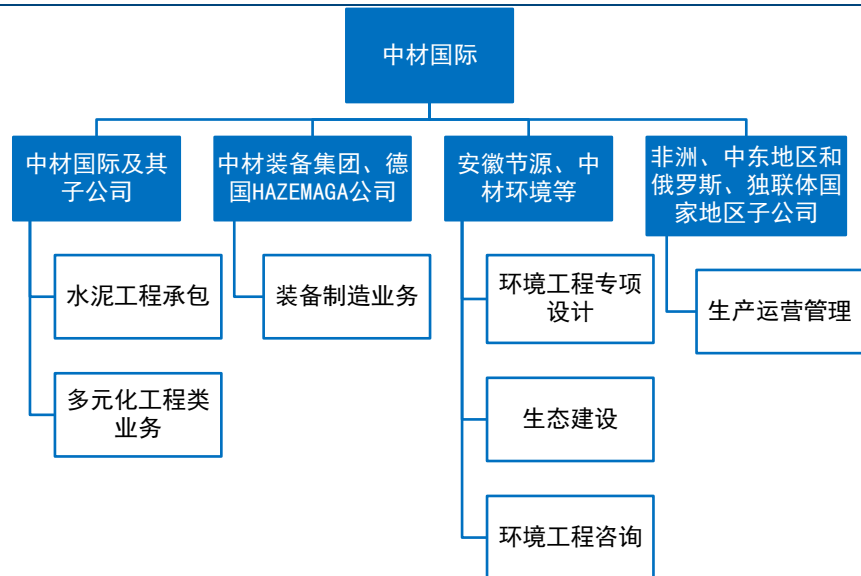 中材国际
中材国际及其
子公司
中材装备集团、德
国HAZEMAGA公司
安徽节源、中
材环境等
非洲、中东地区和
俄罗斯、独联体国
家地区子公司
水泥工程承包
多元化工程类
业务
装备制造业务
环境工程专项
设计
生态建设
环境工程咨询
生产运营管理